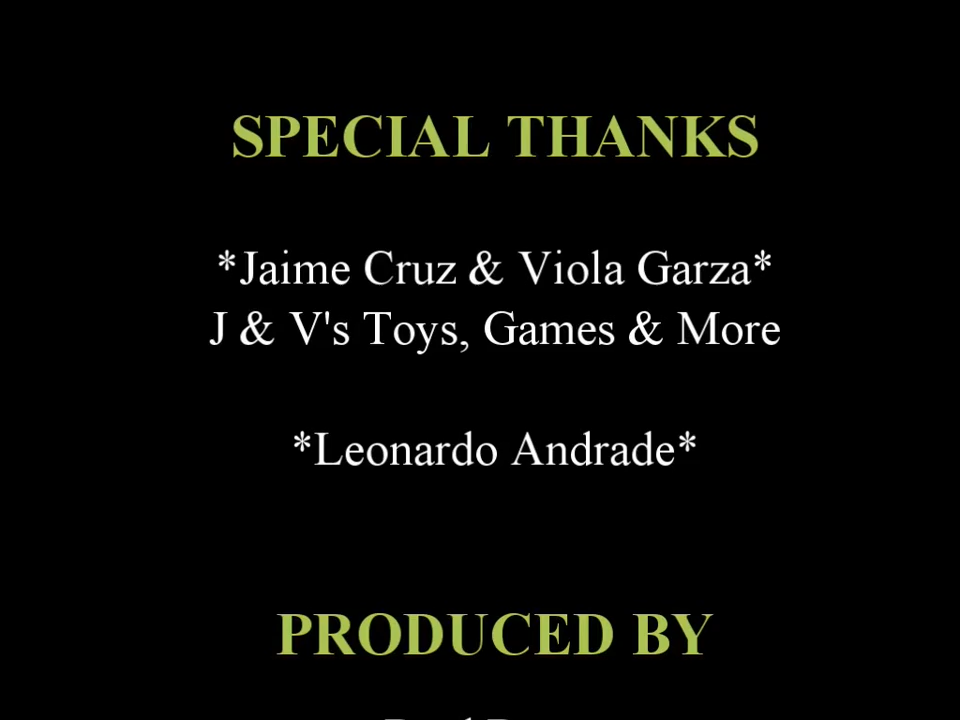 SPECIAL THANKS
*Jaime Cruz & Viola Garza*
J & V's Toys, Games & More
*Leonardo Andrade*
PRODUCED BY